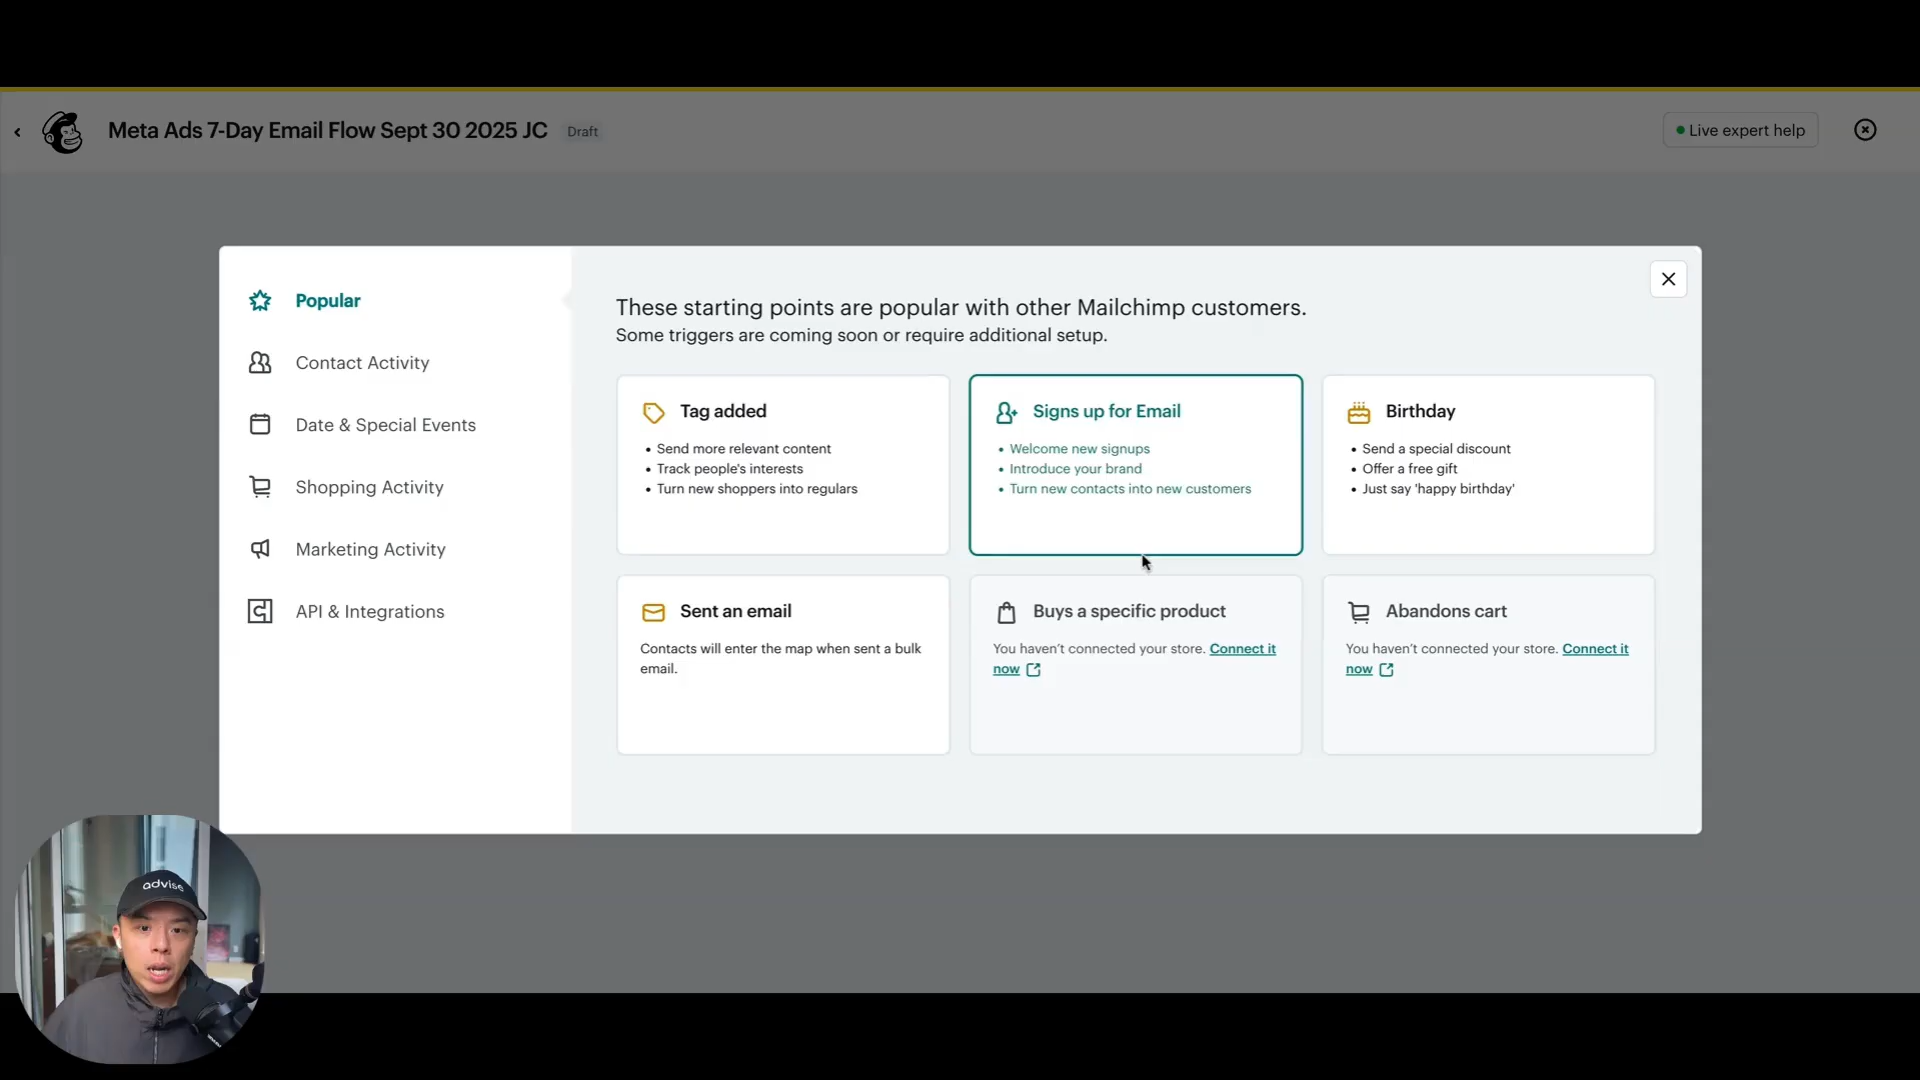 Meta Ads 7-Day Email Flow Sept 30 2025 JC
Draft
Live expert help
Popular
Contact Activity
Date & Special Events
Shopping Activity
Marketing Activity
API & Integrations
These starting points are popular with other Mailchimp customers.
Some triggers are coming soon or require additional setup.
Tag added
• Send more relevant content
• Track people's interests
• Turn new shoppers into regulars
Signs up for Email
• Welcome new signups
• Introduce your brand
• Turn new contacts into new customers
Birthday
• Send a special discount
• Offer a free gift
• Just say 'happy birthday'
Sent an email
Contacts will enter the map when sent a bulk
email.
Buys a specific product
You haven't connected your store. Connect it
now
Abandons cart
You haven't connected your store. Connect it
now
advise